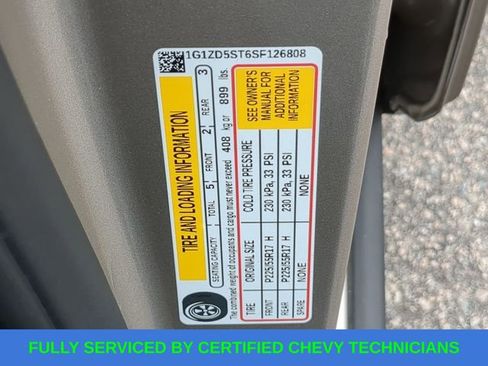 1G1ZD5ST6SF126808
TIRE AND LOADING INFORMATION
SEATING CAPACITY TOTAL 5 FRONT 2 REAR 3
The combined weight of occupants and cargo must never exceed 408 kg or 899 lbs.
TIRE ORIGINAL SIZE COLD TIRE PRESSURE
FRONT P225/55R17 H 230 kPa, 33 PSI
REAR P225/55R17 H 230 kPa, 33 PSI
SPARE NONE NONE
SEE OWNER'S
MANUAL FOR
ADDITIONAL
INFORMATION
FULLY SERVICED BY CERTIFIED CHEVY TECHNICIANS